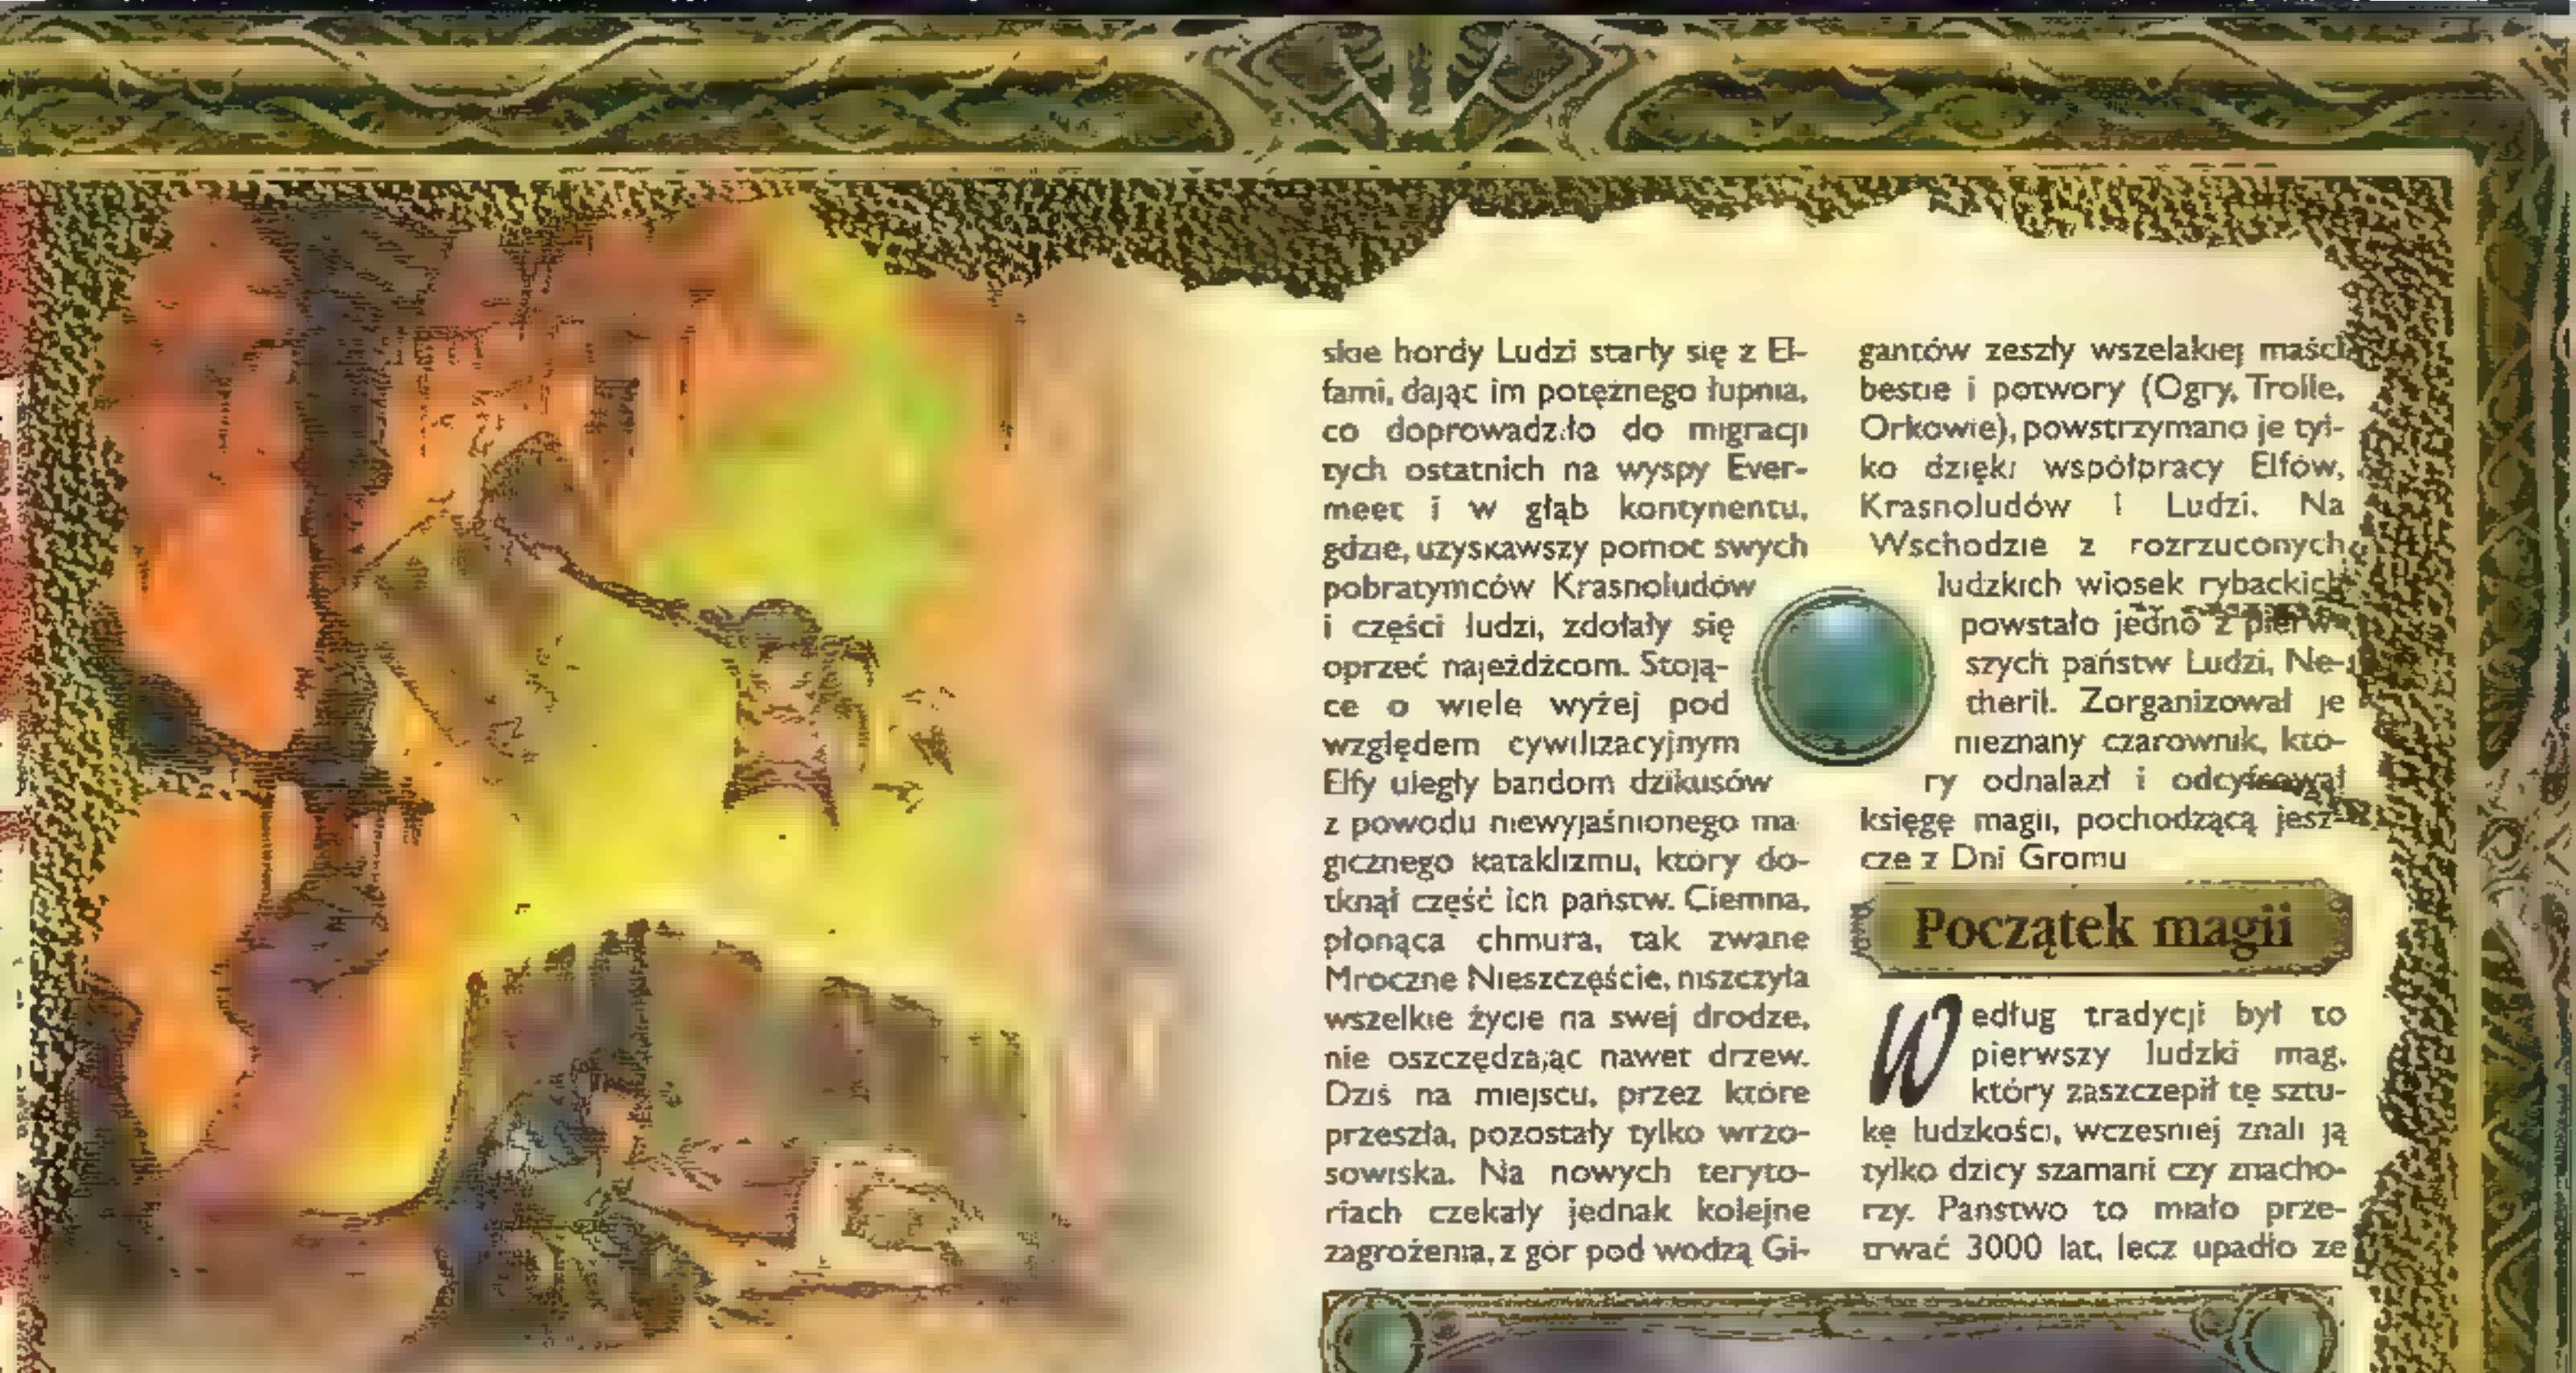 skie hordy Ludzi starły się z El-
fami, dając im potężnego łupnia,
co doprowadziło do migracji
tych ostatnich na wyspy Ever-
meet i w głąb kontynentu,
gdzie, uzyskawszy pomoc swych
pobratymców Krasnoludów
i części ludzi, zdołały się
oprzeć najeźdźcom. Stoją-
ce o wiele wyżej pod
względem cywilizacyjnym
Elfy uległy bandom dzikusów
z powodu niewyjaśnionego ma
gicznego kataklizmu, który do-
tknął część ich państw. Ciemna,
płonąca chmura, tak zwane
Mroczne Nieszczęście, niszczyła
wszelkie życie na swej drodze,
nie oszczędzając nawet drzew.
Dziś na miejscu, przez które
przeszła, pozostały tylko wrzo-
sowiska. Na nowych teryto-
riach czekały jednak kolejne
zagrożenia, z gór pod wodzą Gi-
gantów zeszły wszelakiej maści
bestie i potwory (Ogry, Trolle,
Orkowie), powstrzymano je tyl-
ko dzięki współpracy Elfów,
Krasnoludów i Ludzi. Na
Wschodzie z rozrzuconych
ludzkich wiosek rybackich
powstało jedno z pierw-
szych państw Ludzi, Ne-
theril. Zorganizował je
nieznany czarownik, któ-
ry odnalazł i odcyfrował
księgę magii, pochodzącą jesz-
cze z Dni Gromu
Początek magii
Według tradycji był to
pierwszy ludzki mag,
który zaszczepił tę sztu-
kę ludzkości, wcześniej znali ją
tylko dzicy szamani czy znacho-
rzy. Państwo to miało prze-
trwać 3000 lat, lecz upadło ze